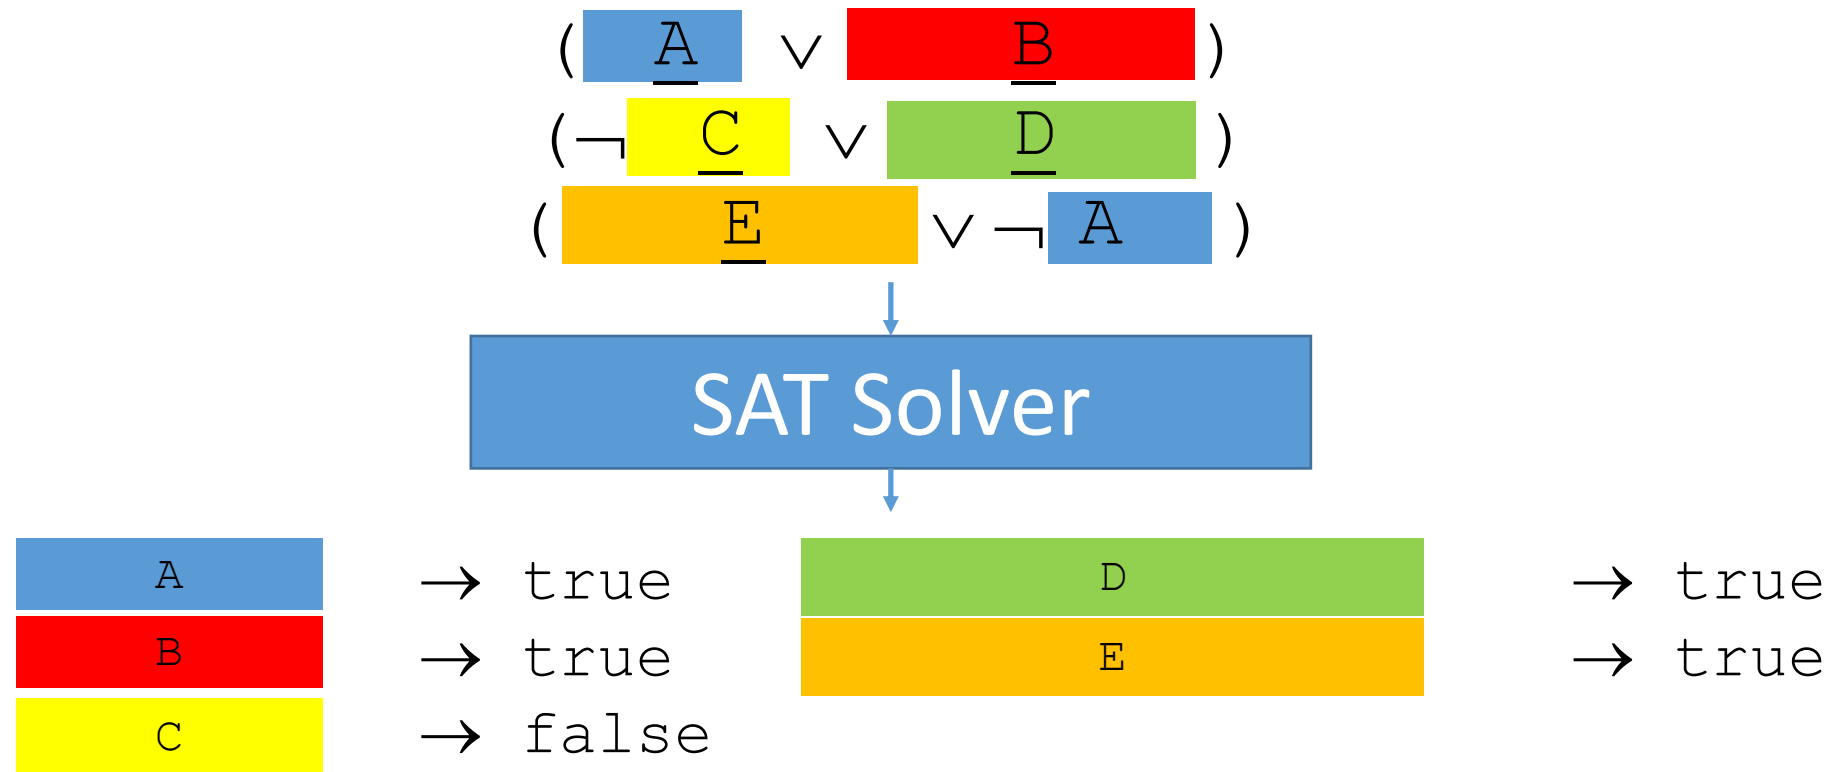 ( A ∨ B )
(¬ C ∨ D )
( E ∨ ¬ A )
SAT Solver
A → true
B → true
C → false
D → true
E → true